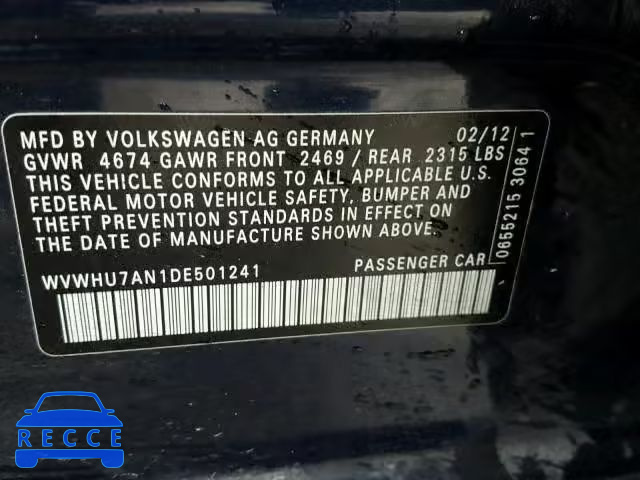 MFD BY VOLKSWAGEN AG GERMANY 02/12
GVWR 4674 GAWR FRONT 2469 / REAR 2315 LBS
THIS VEHICLE CONFORMS TO ALL APPLICABLE U.S.
FEDERAL MOTOR VEHICLE SAFETY, BUMPER AND
THEFT PREVENTION STANDARDS IN EFFECT ON
THE DATE OF MANUFACTURE SHOWN ABOVE.
WVWHU7AN1DE501241 PASSENGER CAR
0655215 30641
RECCE